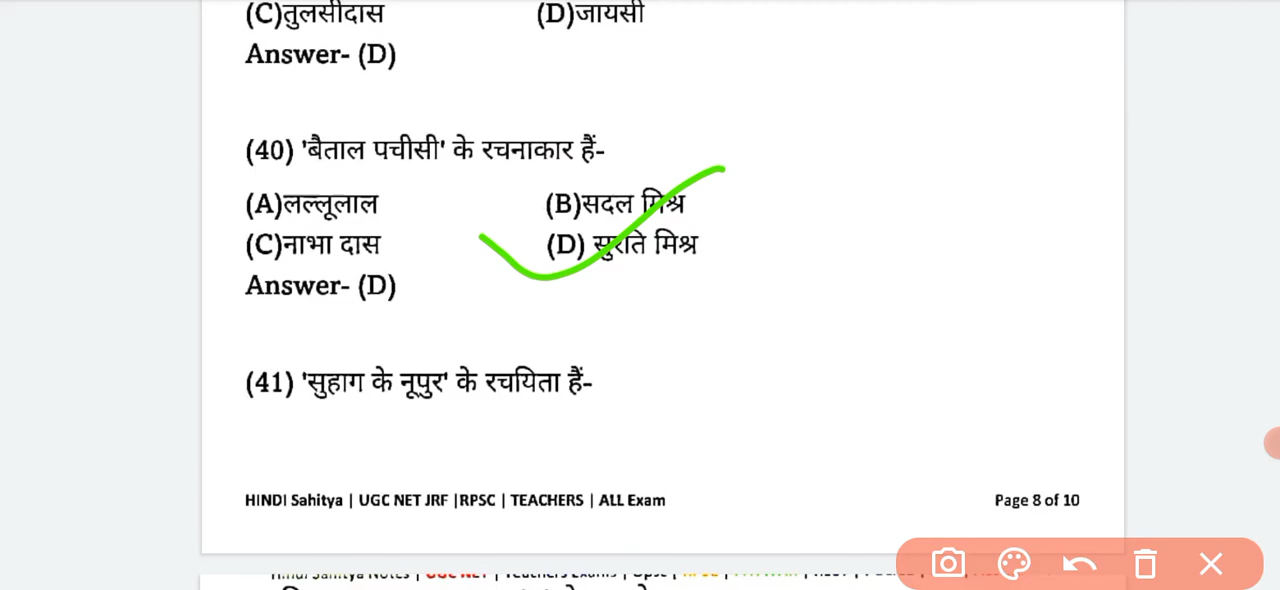 (C)तुलसीदास (D)जायसी
Answer- (D)
(40) 'बैताल पचीसी' के रचनाकार हैं-
(A)लल्लूलाल (B)सदल मिश्र
(C)नाभा दास (D) सुरति मिश्र
Answer- (D)
(41) 'सुहाग के नूपुर' के रचयिता हैं-
HINDI Sahitya | UGC NET JRF |RPSC | TEACHERS | ALL Exam Page 8 of 10